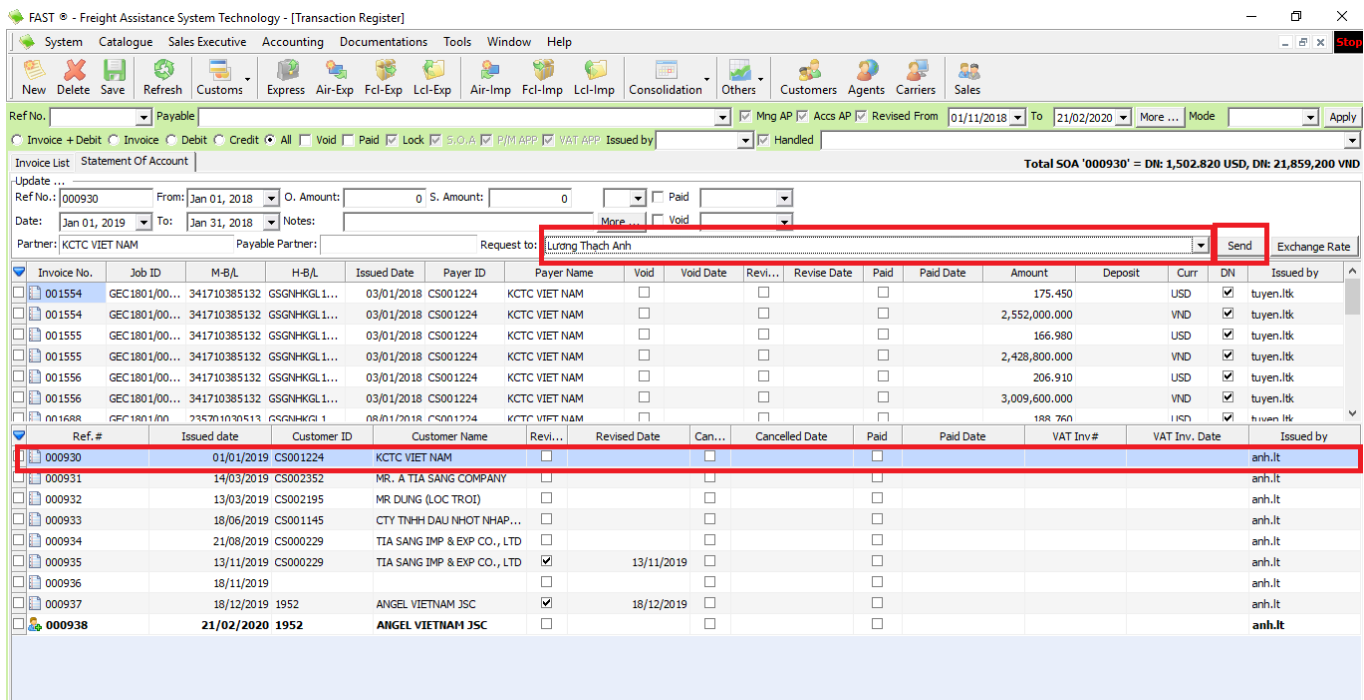 FAST ® - Freight Assistance System Technology - [Transaction Register]
System Catalogue Sales Executive Accounting Documentations Tools Window Help
Stop
New Delete Save Refresh Customs Express Air-Exp Fcl-Exp Lcl-Exp Air-Imp Fcl-Imp Lcl-Imp Consolidation Others Customers Agents Carriers Sales
Ref No. Payable Mng AP Accs AP Revised From 01/11/2018 To 21/02/2020 More ... Mode Apply
Invoice + Debit Invoice Debit Credit All Void Paid Lock S.O.A P/M APP VAT APP Issued by Handled
Invoice List Statement Of Account Total SOA '000930' = DN: 1,502.820 USD, DN: 21,859,200 VND
Update ...
Ref No.: 000930 From: Jan 01, 2018 O. Amount: 0 S. Amount: 0 Paid
Date: Jan 01, 2019 To: Jan 31, 2018 Notes: More ... Void
Partner: KCTC VIET NAM Payable Partner: Request to: Lương Thạch Anh Send Exchange Rate
Invoice No. Job ID M-B/L H-B/L Issued Date Payer ID Payer Name Void Void Date Revi... Revise Date Paid Paid Date Amount Deposit Curr DN Issued by
001554 GEC1801/00... 341710385132 GSGNHKGL1... 03/01/2018 CS001224 KCTC VIET NAM 175.450 USD tuyen.ltk
001554 GEC1801/00... 341710385132 GSGNHKGL1... 03/01/2018 CS001224 KCTC VIET NAM 2,552,000.000 VND tuyen.ltk
001555 GEC1801/00... 341710385132 GSGNHKGL1... 03/01/2018 CS001224 KCTC VIET NAM 166.980 USD tuyen.ltk
001555 GEC1801/00... 341710385132 GSGNHKGL1... 03/01/2018 CS001224 KCTC VIET NAM 2,428,800.000 VND tuyen.ltk
001556 GEC1801/00... 341710385132 GSGNHKGL1... 03/01/2018 CS001224 KCTC VIET NAM 206.910 USD tuyen.ltk
001556 GEC1801/00... 341710385132 GSGNHKGL1... 03/01/2018 CS001224 KCTC VIET NAM 3,009,600.000 VND tuyen.ltk
001688 GEC1801/00... 235701030513 GSGNHKGL1... 08/01/2018 CS001224 KCTC VIET NAM 188.760 USD tuyen.ltk
Ref.# Issued date Customer ID Customer Name Revi... Revised Date Can... Cancelled Date Paid Paid Date VAT Inv# VAT Inv. Date Issued by
000930 01/01/2019 CS001224 KCTC VIET NAM anh.lt
000931 14/03/2019 CS002352 MR. A TIA SANG COMPANY anh.lt
000932 13/03/2019 CS002195 MR DUNG (LOC TROI) anh.lt
000933 18/06/2019 CS001145 CTY TNHH DAU NHOT NHAP... anh.lt
000934 21/08/2019 CS000229 TIA SANG IMP & EXP CO., LTD anh.lt
000935 13/11/2019 CS000229 TIA SANG IMP & EXP CO., LTD 13/11/2019 anh.lt
000936 18/11/2019 anh.lt
000937 18/12/2019 1952 ANGEL VIETNAM JSC 18/12/2019 anh.lt
000938 21/02/2020 1952 ANGEL VIETNAM JSC anh.lt